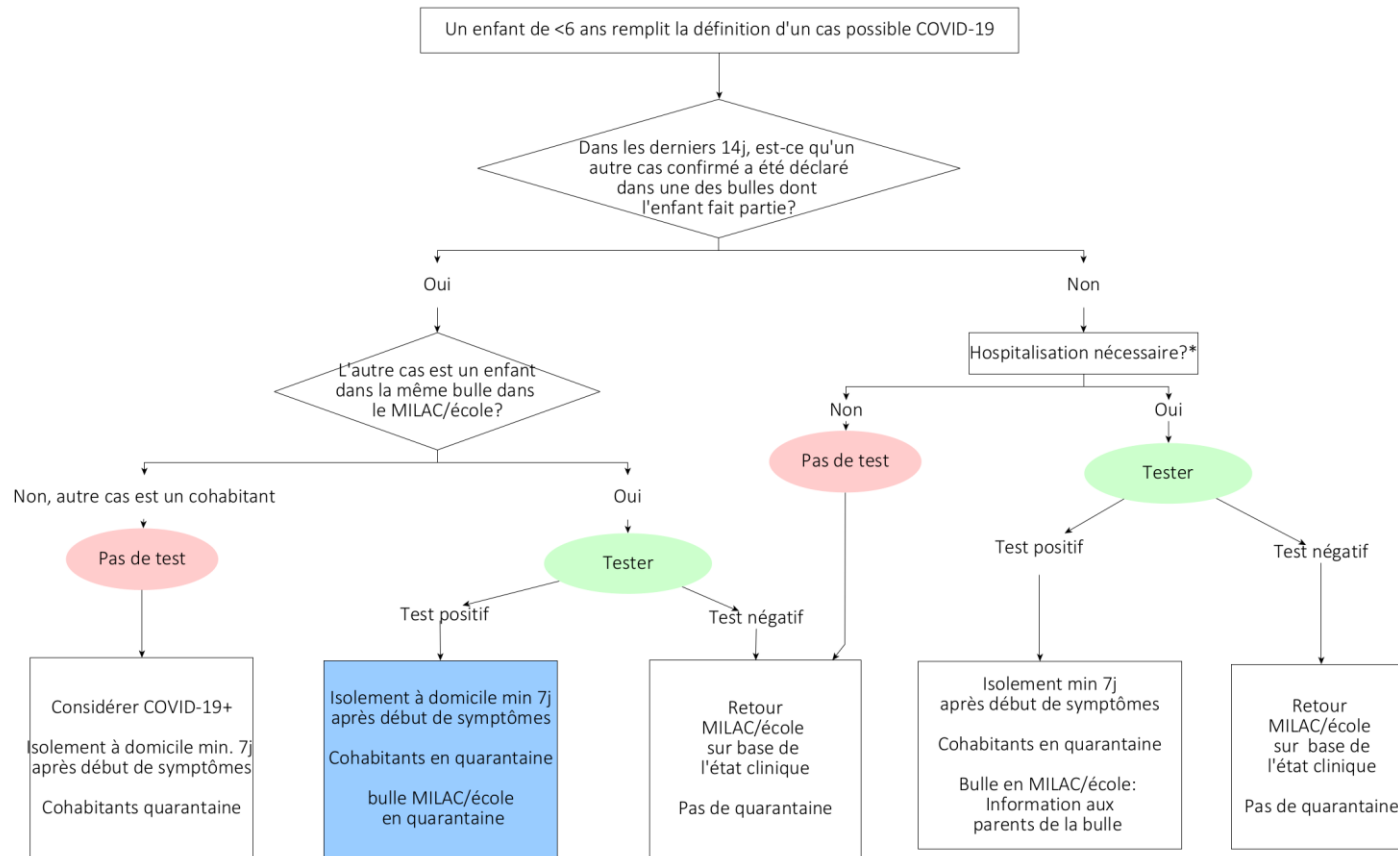 Un enfant de <6 ans remplit la définition d'un cas possible COVID-19
Dans les derniers 14j, est-ce qu'un
autre cas confirmé a été déclaré
dans une des bulles dont
l'enfant fait partie?
Oui
Non
L'autre cas est un enfant
dans la même bulle dans
le MILAC/école?
Hospitalisation nécessaire?*
Non
Oui
Pas de test
Tester
Non, autre cas est un cohabitant
Oui
Pas de test
Tester
Test positif
Test négatif
Test positif
Test négatif
Considérer COVID-19+
Isolement à domicile min. 7j
après début de symptômes
Cohabitants quarantaine
Isolement à domicile min 7j
après début de symptômes
Cohabitants en quarantaine
bulle MILAC/école
en quarantaine
Retour
MILAC/école
sur base de
l'état clinique
Pas de quarantaine
Isolement min 7j
après début de symptômes
Cohabitants en quarantaine
Bulle en MILAC/école:
Information aux
parents de la bulle
Retour
MILAC/école
sur base de
l'état clinique
Pas de quarantaine